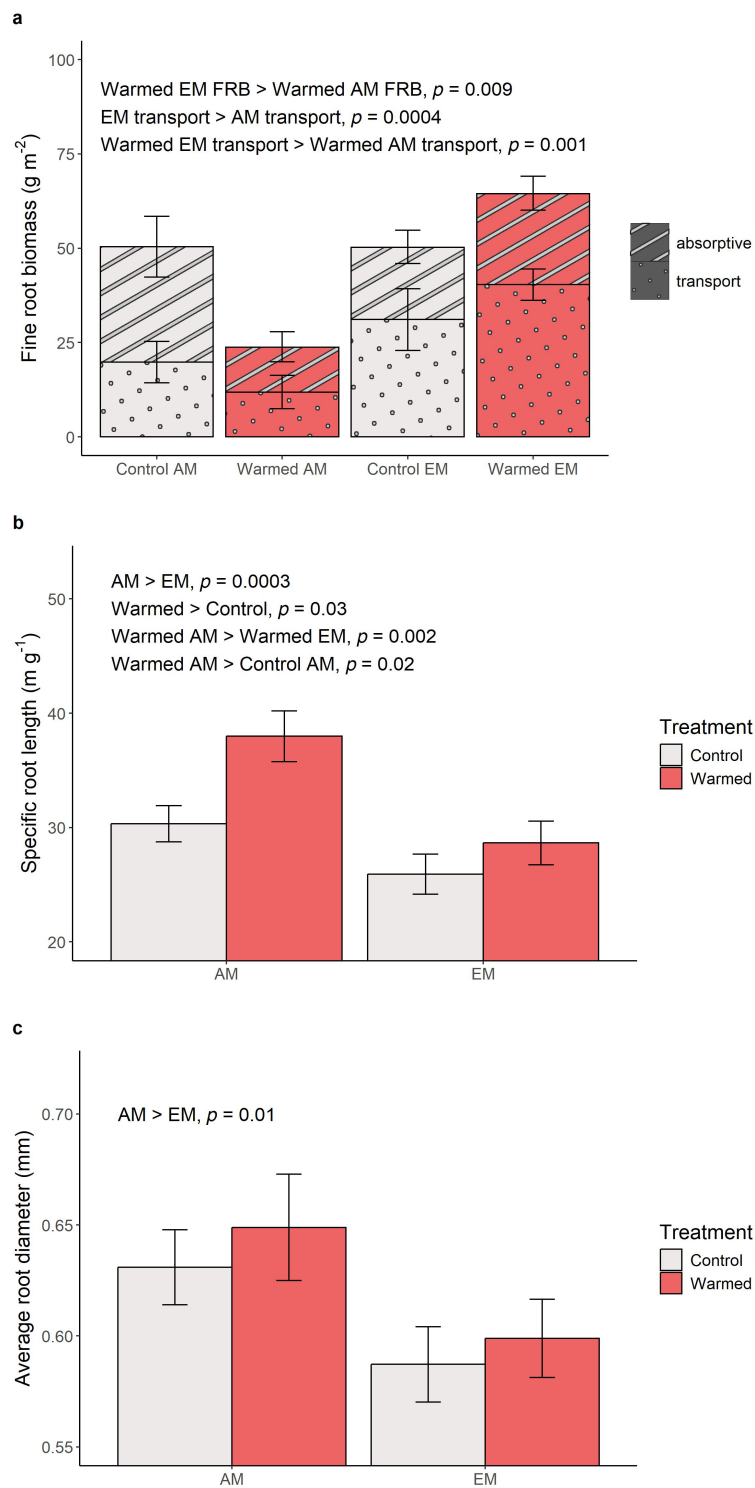 a
Fine root biomass (g m-2)
100
75
50
25
0
Warmed EM FRB > Warmed AM FRB, p = 0.009
EM transport > AM transport, p = 0.0004
Warmed EM transport > Warmed AM transport, p = 0.001
absorptive
transport
Control AM
Warmed AM
Control EM
Warmed EM
b
Specific root length (m g-1)
50
40
30
20
AM > EM, p = 0.0003
Warmed > Control, p = 0.03
Warmed AM > Warmed EM, p = 0.002
Warmed AM > Control AM, p = 0.02
Treatment
Control
Warmed
AM
EM
c
Average root diameter (mm)
0.70
0.65
0.60
0.55
AM > EM, p = 0.01
Treatment
Control
Warmed
AM
EM